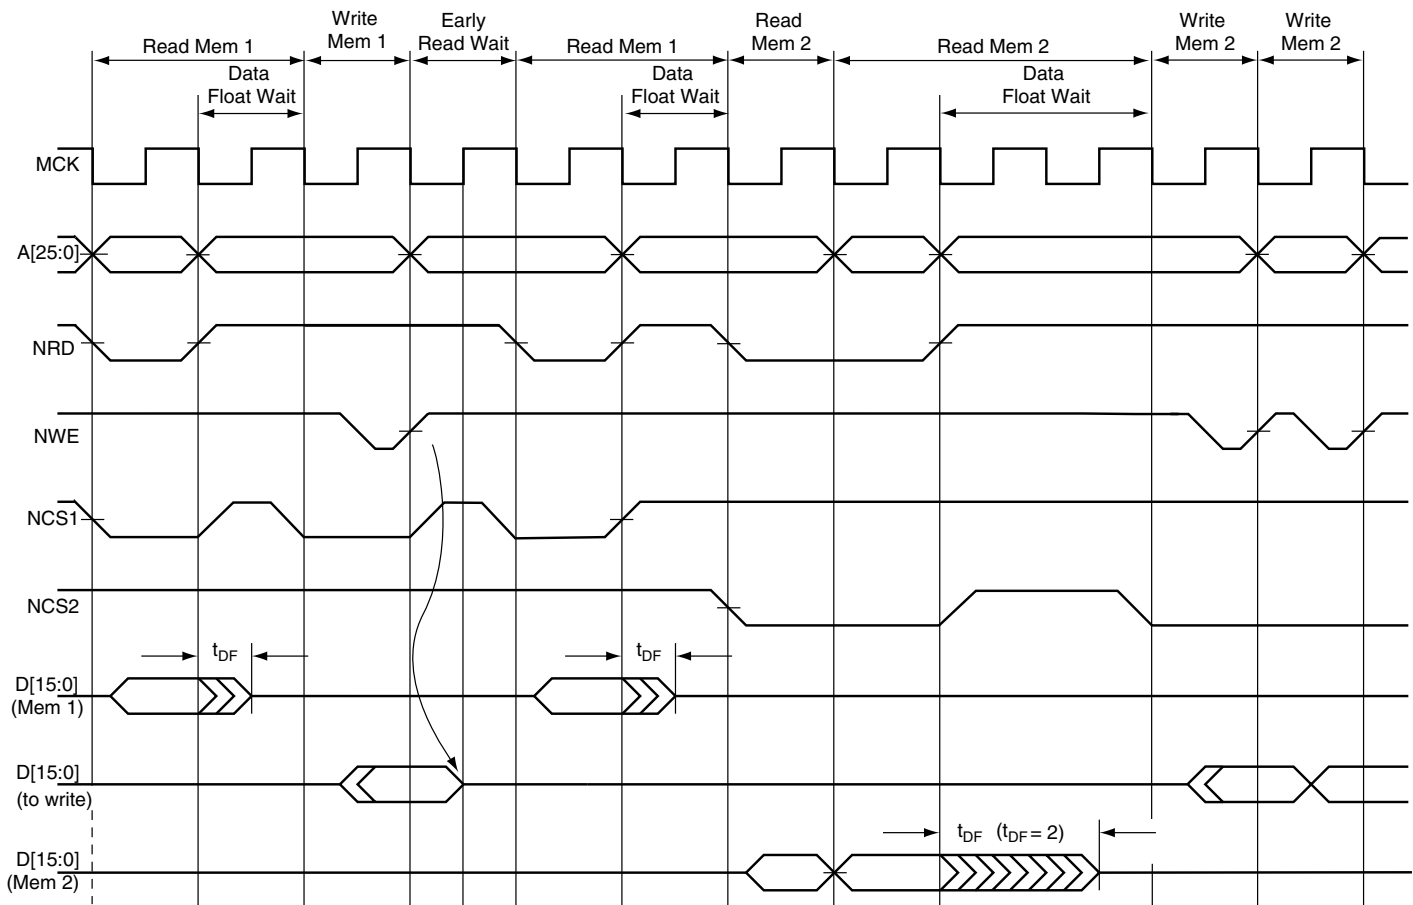 Write Early Read Write Write
Read Mem 1 Mem 1 Read Wait Read Mem 1 Mem 2 Read Mem 2 Mem 2 Mem 2
Data Data Data
Float Wait Float Wait Float Wait
MCK
A[25:0]
NRD
NWE
NCS1
NCS2
tDF tDF
D[15:0]
(Mem 1)
D[15:0]
(to write)
tDF (tDF = 2)
D[15:0]
(Mem 2)